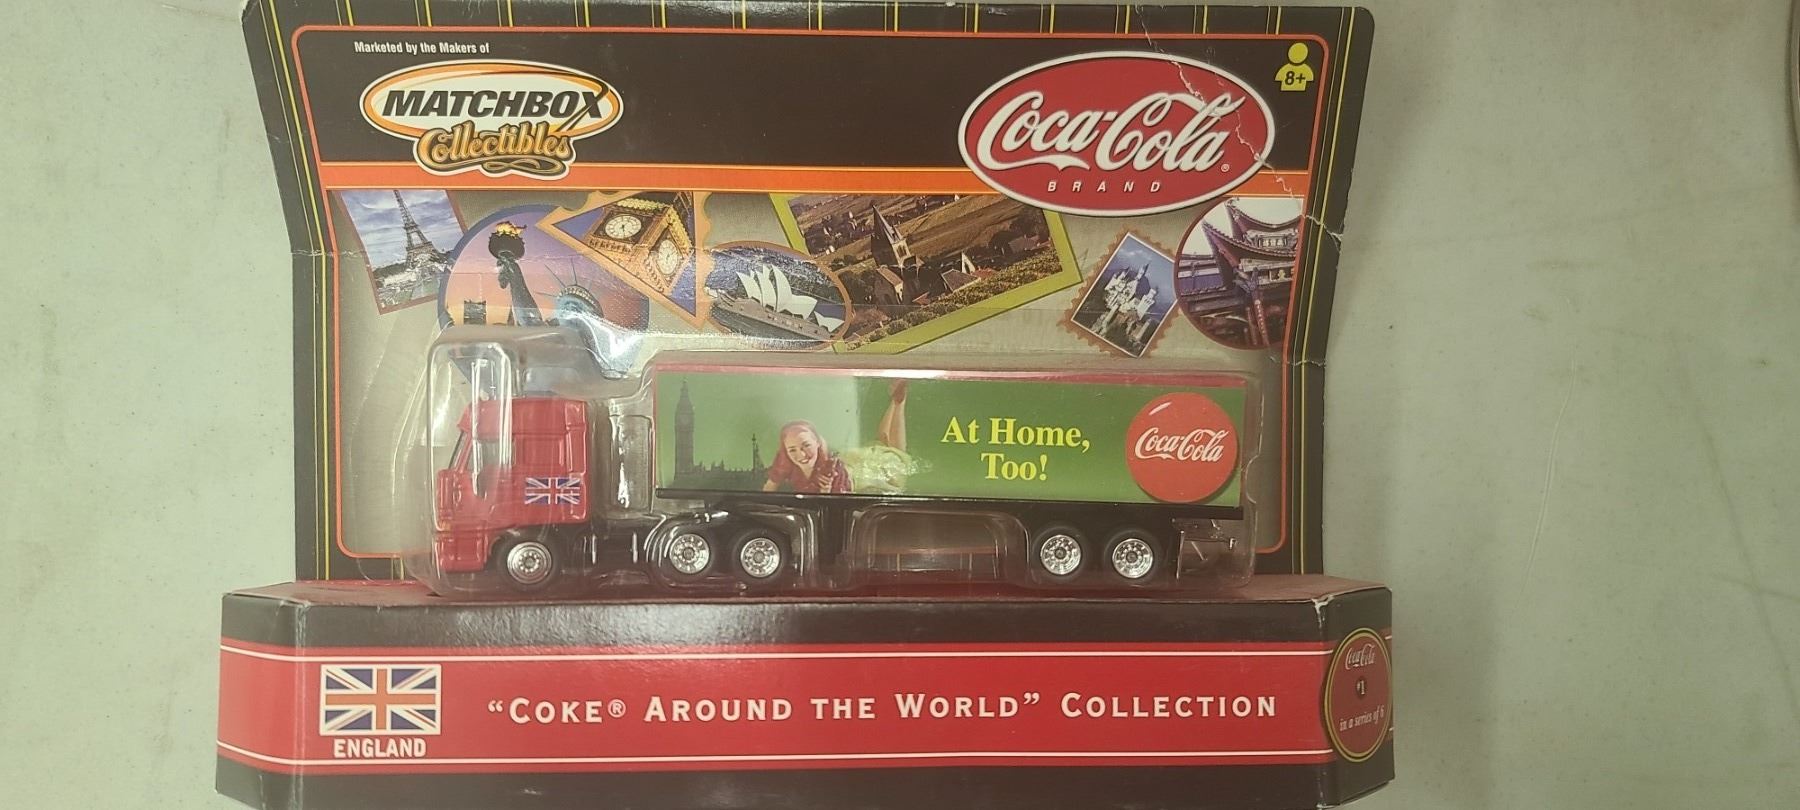 Marketed by the Makers of
MATCHBOX
Collectibles
Coca-Cola®
BRAND
8+
At Home,
Too!
Coca-Cola
ENGLAND
“COKE® AROUND THE WORLD” COLLECTION
Coca-Cola
#1
in a series of 6